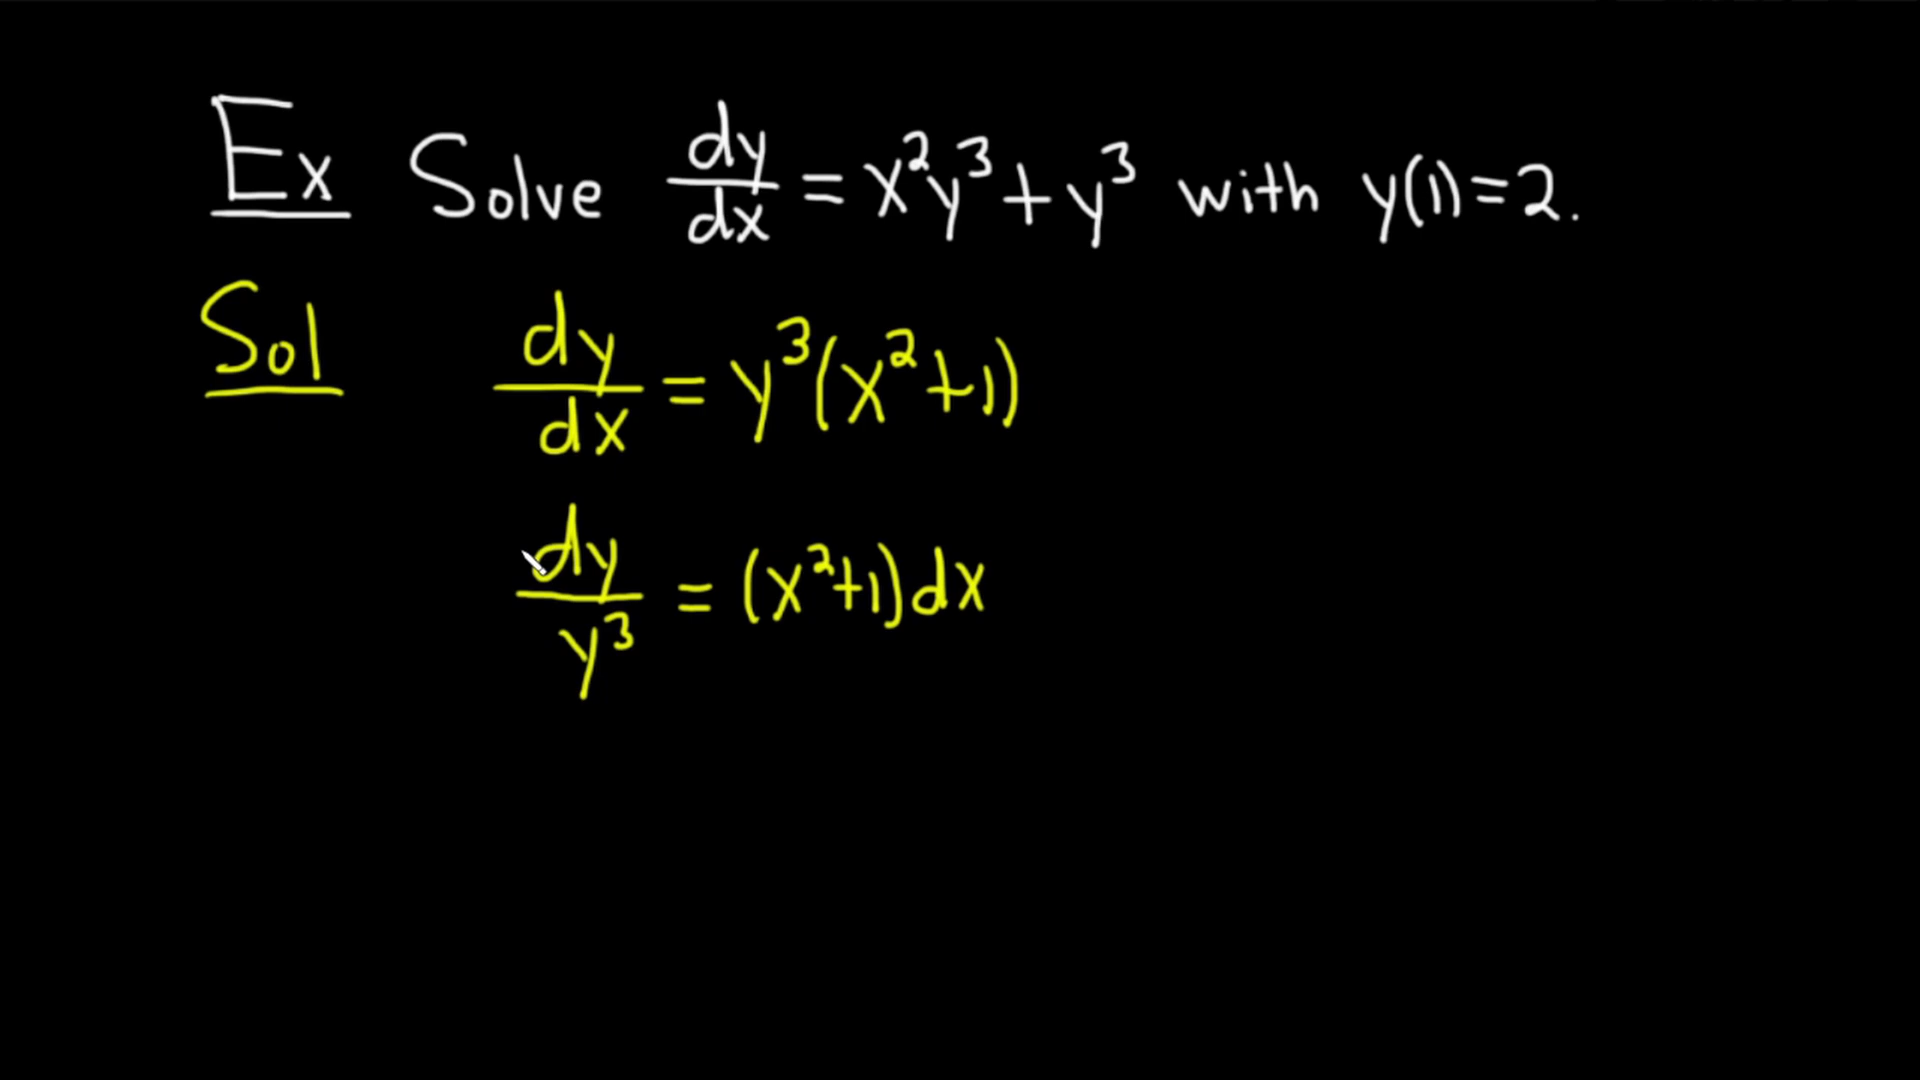 Ex Solve dy/dx = x²y³ + y³ with y(1) = 2.
Sol dy/dx = y³(x² + 1)
dy/y³ = (x² + 1)dx